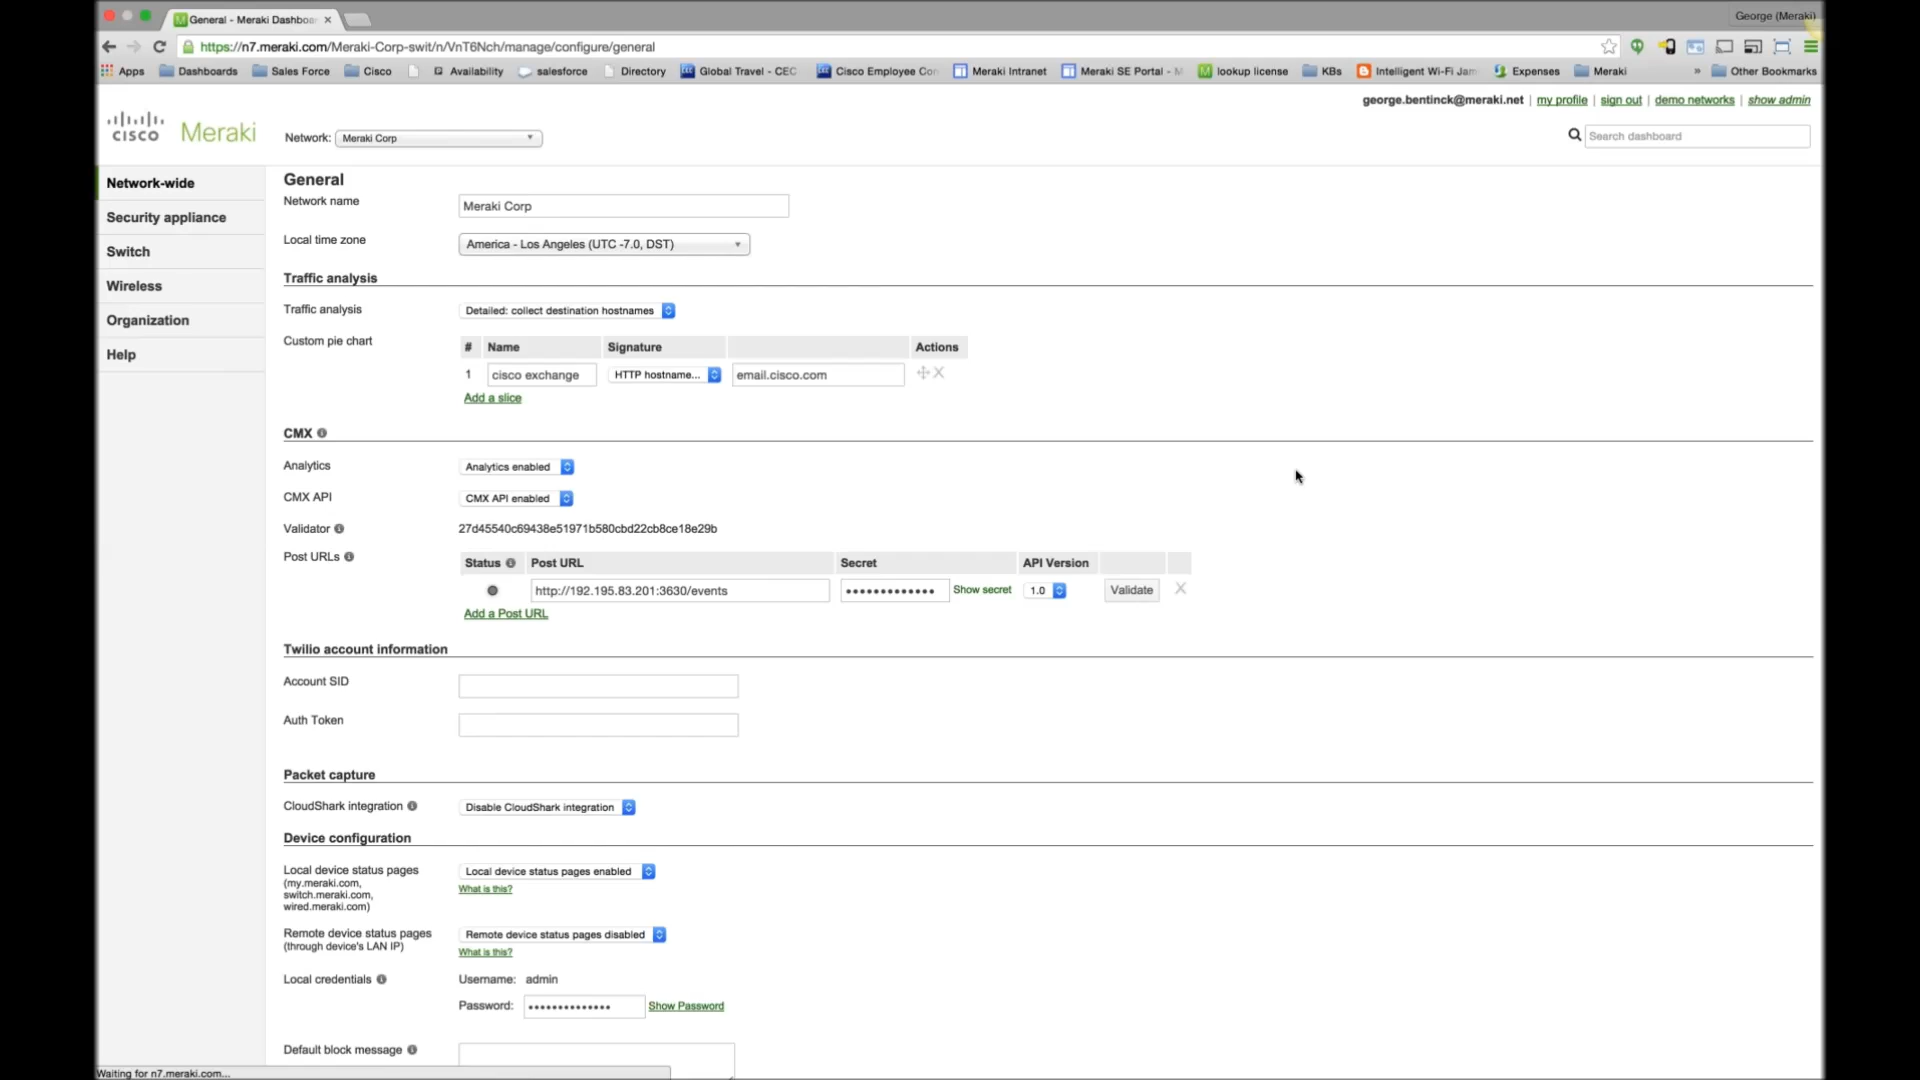 General - Meraki Dashboa
George (Meraki)
https://n7.meraki.com/Meraki-Corp-swit/n/VnT6Nch/manage/configure/general
Apps Dashboards Sales Force Cisco Availability salesforce Directory Global Travel - CEC Cisco Employee Con Meraki Intranet Meraki SE Portal - M lookup license KBs Intelligent Wi-Fi Jam Expenses Meraki » Other Bookmarks
george.bentinck@meraki.net | my profile | sign out | demo networks | show admin
cisco Meraki
Network: Meraki Corp
Search dashboard
Network-wide
Security appliance
Switch
Wireless
Organization
Help
General
Network name Meraki Corp
Local time zone America - Los Angeles (UTC -7.0, DST)
Traffic analysis
Traffic analysis Detailed: collect destination hostnames
Custom pie chart
# Name Signature Actions
1 cisco exchange HTTP hostname... email.cisco.com
Add a slice
CMX
Analytics Analytics enabled
CMX API CMX API enabled
Validator 27d45540c69438e51971b580cbd22cb8ce18e29b
Post URLs
Status Post URL Secret API Version
http://192.195.83.201:3630/events ••••••••••••• Show secret 1.0 Validate X
Add a Post URL
Twilio account information
Account SID
Auth Token
Packet capture
CloudShark integration Disable CloudShark integration
Device configuration
Local device status pages Local device status pages enabled
(my.meraki.com,
switch.meraki.com,
wired.meraki.com)
What is this?
Remote device status pages Remote device status pages disabled
(through device's LAN IP)
What is this?
Local credentials Username: admin
Password: •••••••••••••• Show Password
Default block message
Waiting for n7.meraki.com...